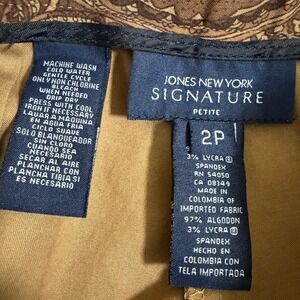 MACHINE WASH
COLD WATER
GENTLE CYCLE
ONLY NON CHLORINE
BLEACH
WHEN NEEDED
DRIP DRY
PRESS WITH COOL
IRON IF NECESSARY
LAVAR A MAQUINA
EN AGUA FRIA
CICLO SUAVE
SOLO BLANQUEADOR
SIN CLORO
CUANDO SEA
NECESARIO
SECAR AL AIRE
PLANCHAR CON
PLANCHA TIBIA SI
ES NECESARIO
JONES NEW YORK
SIGNATURE
PETITE
2P
3% LYCRA®
SPANDEX
RN 54050
CA 08349
MADE IN
COLOMBIA OF
IMPORTED FABRIC
97% ALGODON
3% LYCRA®
SPANDEX
HECHO EN
COLOMBIA CON
TELA IMPORTADA